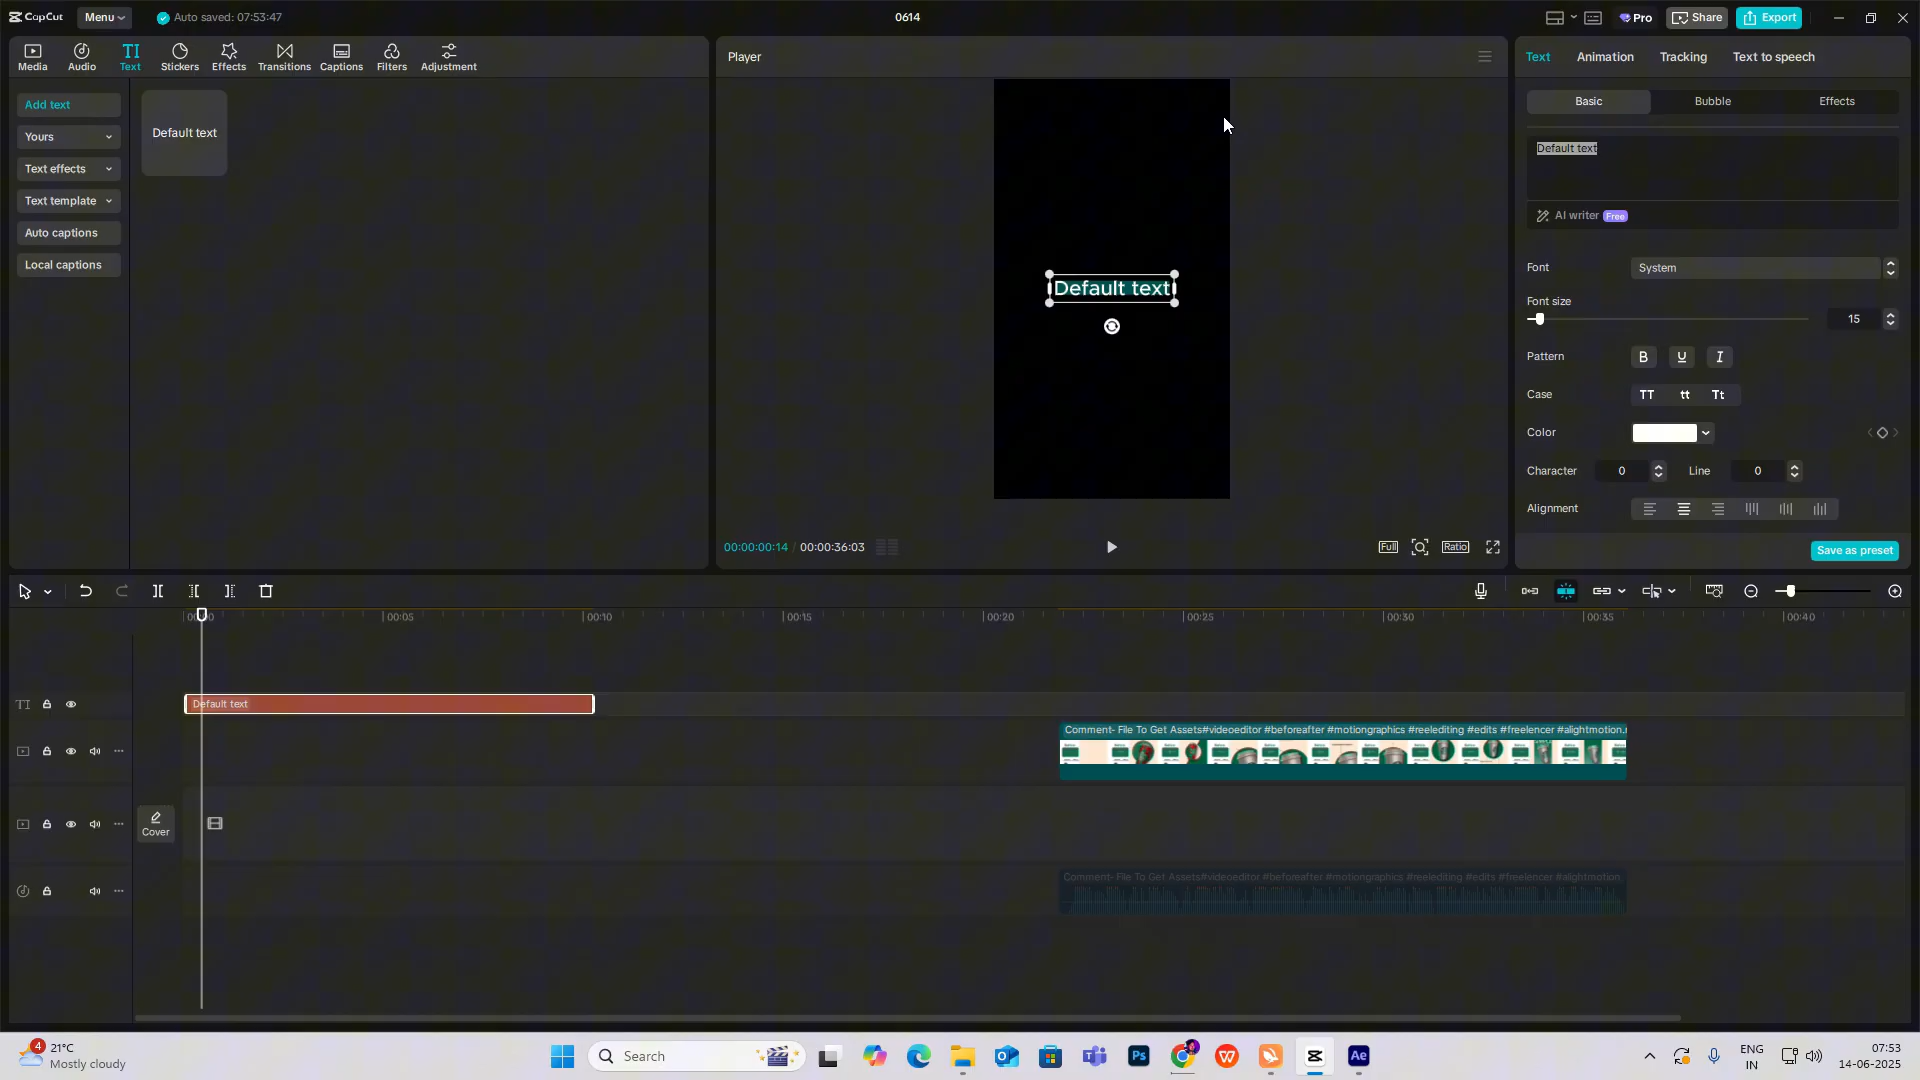 CapCut
Menu
Auto saved: 07:53:47
0614
Pro
Share
Export
Media
Audio
TI
Text
Stickers
Effects
Transitions
Captions
Filters
Adjustment
Add text
Yours
Text effects
Text template
Auto captions
Local captions
Default text
Player
Default text
00:00:00:14 / 00:00:36:03
Full
Ratio
Text
Animation
Tracking
Text to speech
Basic
Bubble
Effects
Default text
AI writer Free
Font
System
Font size
15
Pattern
B U I
Case
TT tt Tt
Color
Character
0
Line
0
Alignment
Save as preset
00:05
00:10
00:15
00:20
00:25
00:30
00:35
00:40
TI
Default text
Comment- File To Get Assets#videoeditor #beforeafter #motiongraphics #reelediting #edits #freelencer #alightmotion.
Cover
Comment- File To Get Assets#videoeditor #beforeafter #motiongraphics #reelediting #edits #freelencer #alightmotion
4
21°C
Mostly cloudy
Search
Ps
Ae
ENG
IN
07:53
14-06-2025